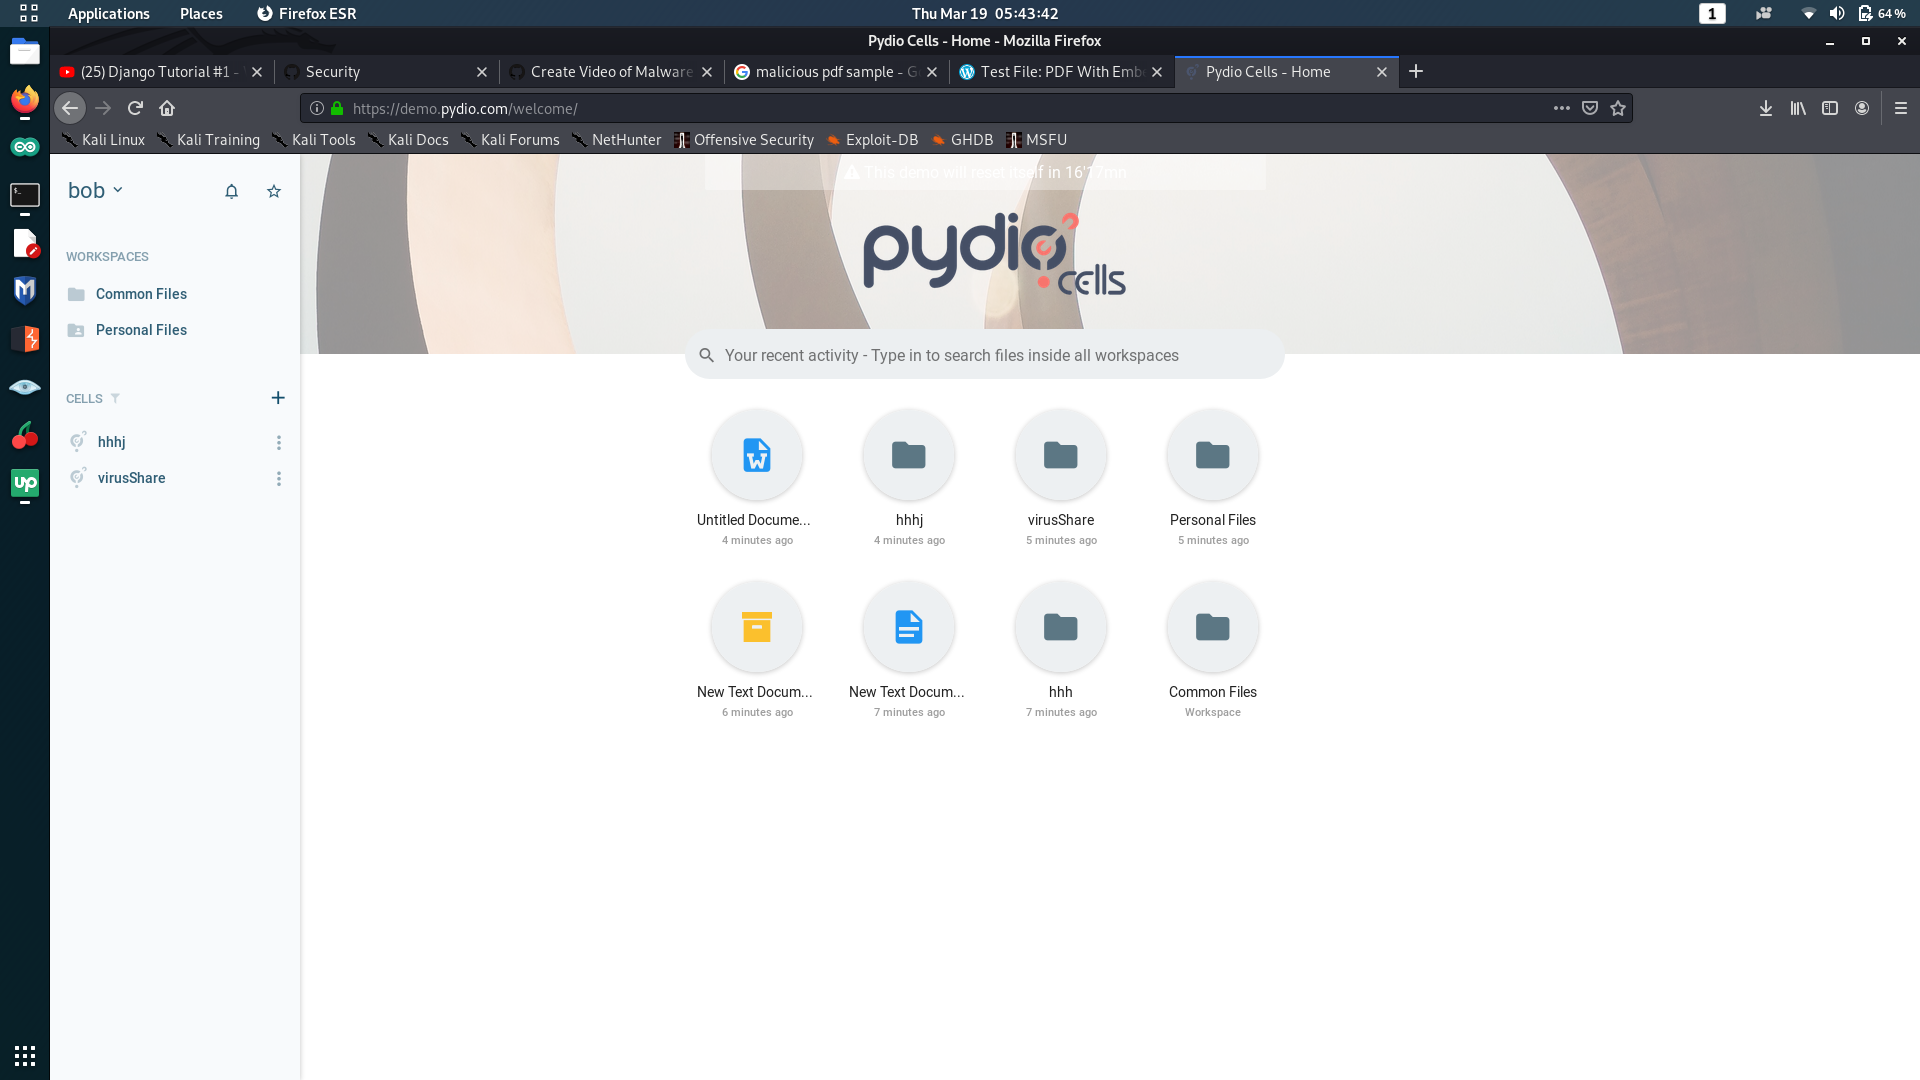 Applications Places Firefox ESR Thu Mar 19 05:43:42 1 64 %
Pydio Cells - Home - Mozilla Firefox
(25) Django Tutorial #1 - Security Create Video of Malware malicious pdf sample - G Test File: PDF With Emb Pydio Cells - Home
https://demo.pydio.com/welcome/
Kali Linux Kali Training Kali Tools Kali Docs Kali Forums NetHunter Offensive Security Exploit-DB GHDB MSFU
This demo will reset itself in 16'17mn
bob
pydio
cells
WORKSPACES
Common Files
Personal Files
Your recent activity - Type in to search files inside all workspaces
CELLS
hhhj
virusShare
W
Untitled Docume... hhhj virusShare Personal Files
4 minutes ago 4 minutes ago 5 minutes ago 5 minutes ago
New Text Docum... New Text Docum... hhh Common Files
6 minutes ago 7 minutes ago 7 minutes ago Workspace
up